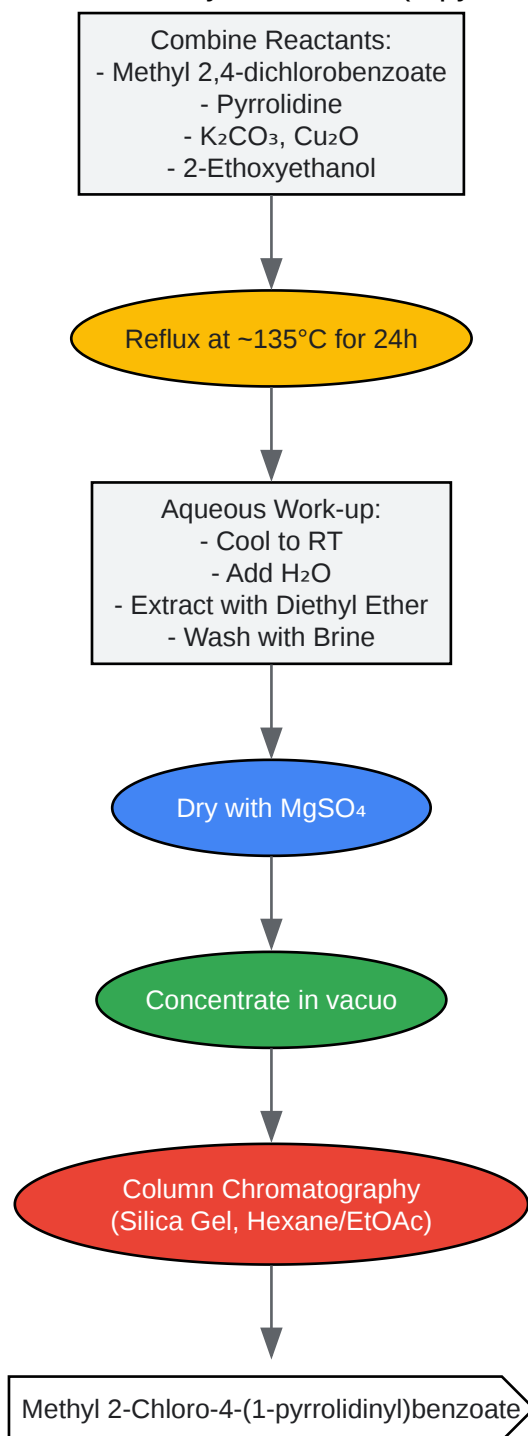 Combine Reactants:
- Methyl 2,4-dichlorobenzoate
- Pyrrolidine
- K₂CO₃, Cu₂O
- 2-Ethoxyethanol
Reflux at ~135°C for 24h
Aqueous Work-up:
- Cool to RT
- Add H₂O
- Extract with Diethyl Ether
- Wash with Brine
Dry with MgSO₄
Concentrate in vacuo
Column Chromatography
(Silica Gel, Hexane/EtOAc)
Methyl 2-Chloro-4-(1-pyrrolidinyl)benzoate